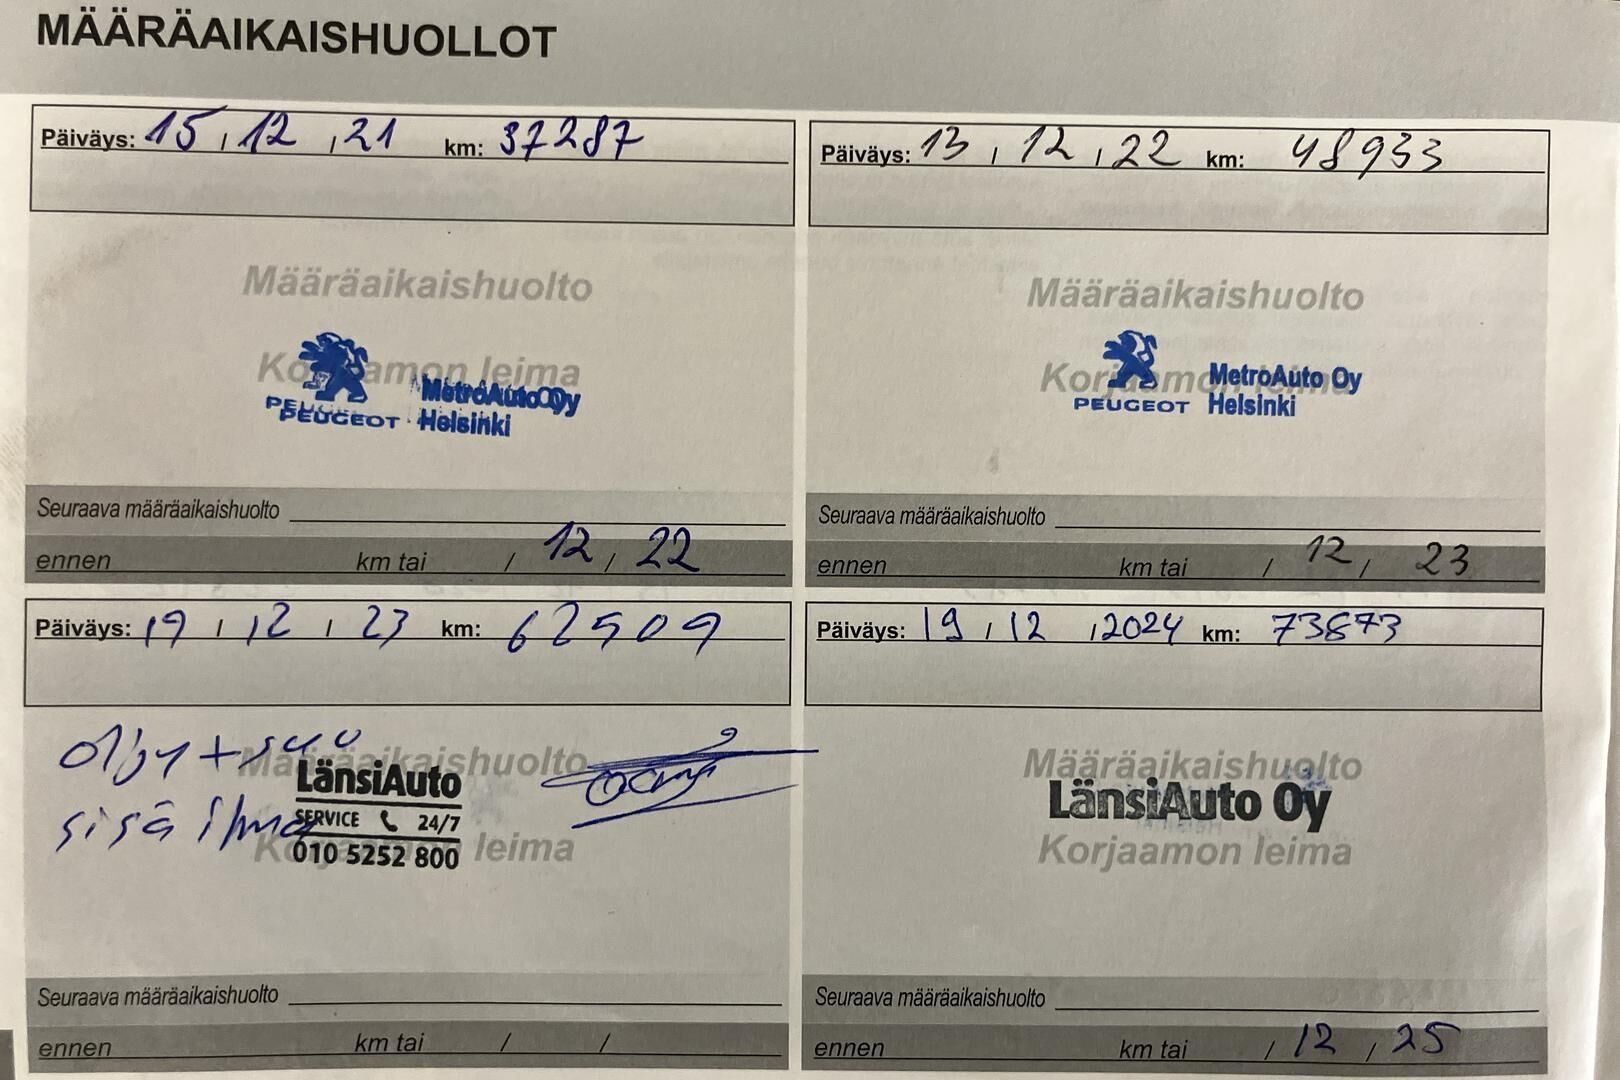 MÄÄRÄAIKAISHUOLLOT
Päiväys: 15 / 12 / 21 km: 37287
Määräaikaishuolto
Korjaamon leima
PEUGEOT
MetroAuto Oy
Helsinki
Seuraava määräaikaishuolto
ennen km tai / 12 / 22
Päiväys: 13 / 12 / 22 km: 48933
Määräaikaishuolto
Korjaamon leima
PEUGEOT
MetroAuto Oy
Helsinki
Seuraava määräaikaishuolto
ennen km tai / 12 / 23
Päiväys: 19 / 12 / 23 km: 62509
öljy +
Määräaikaishuolto
LänsiAuto
sisä ilma
SERVICE 24/7
Korjaamon leima
010 5252 800
Seuraava määräaikaishuolto
ennen km tai / /
Päiväys: 19 / 12 / 2024 km: 73873
Määräaikaishuolto
LänsiAuto Oy
Korjaamon leima
Seuraava määräaikaishuolto
ennen km tai / 12 / 25